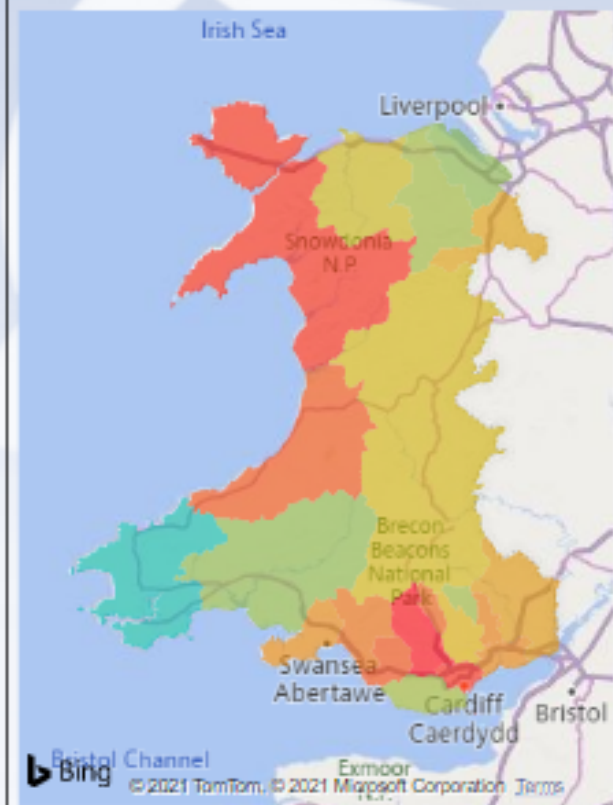 Irish Sea
Liverpool
Snowdonia
N.P.
Brecon
Beacons
National
Park
Swansea
Abertawe
Cardiff
Caerdydd
Bristol
Bristol Channel
Bing
Exmoor
© 2021 TomTom, © 2021 Microsoft Corporation Terms